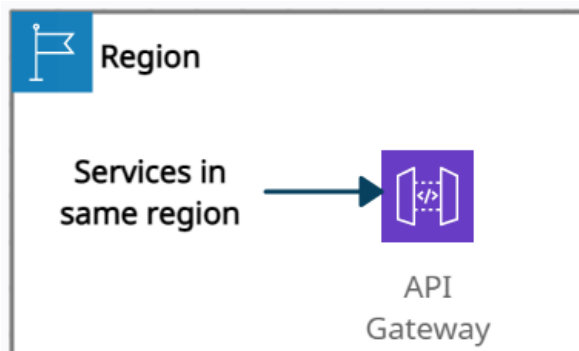 Region
Services in
same region
</>
API
Gateway